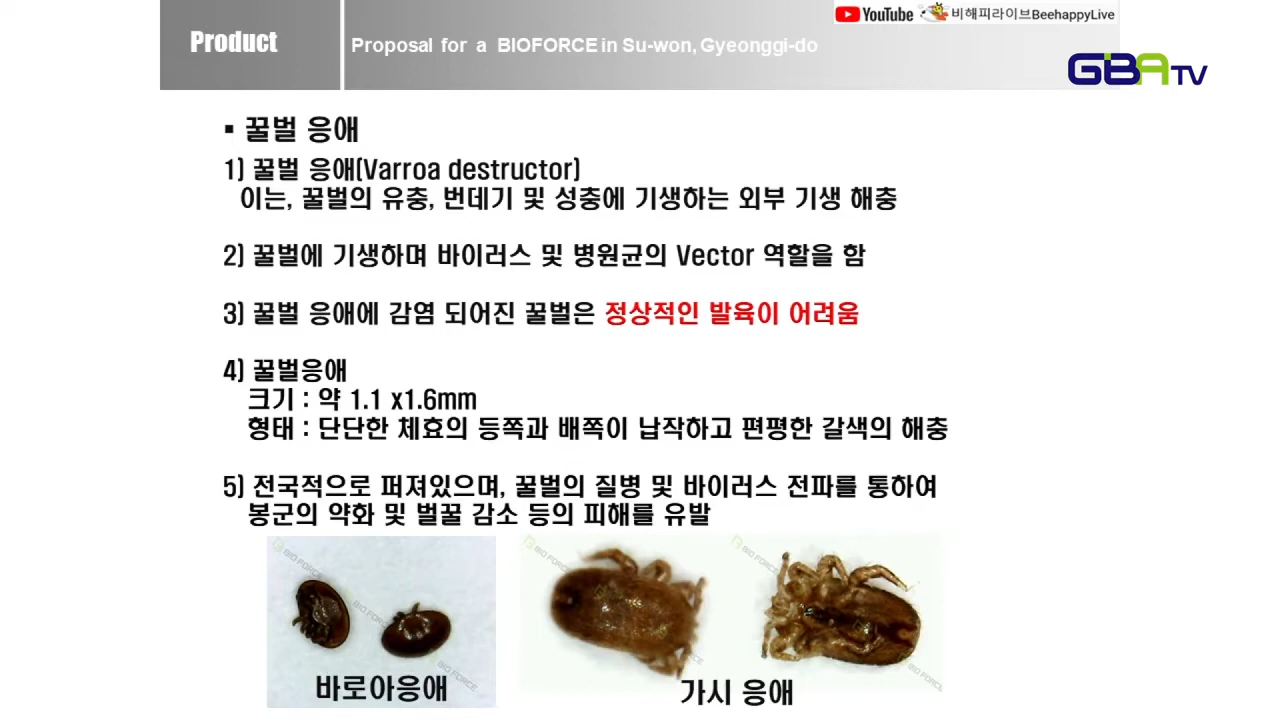 Product
Proposal for a BIOFORCE in Su-won, Gyeonggi-do
YouTube 비해피라이브BeehappyLive
GBA TV
▪ 꿀벌 응애
1) 꿀벌 응애(Varroa destructor)
이는, 꿀벌의 유충, 번데기 및 성충에 기생하는 외부 기생 해충
2) 꿀벌에 기생하며 바이러스 및 병원균의 Vector 역할을 함
3) 꿀벌 응애에 감염 되어진 꿀벌은 정상적인 발육이 어려움
4) 꿀벌응애
크기 : 약 1.1 x1.6mm
형태 : 단단한 체효의 등쪽과 배쪽이 납작하고 편평한 갈색의 해충
5) 전국적으로 퍼져있으며, 꿀벌의 질병 및 바이러스 전파를 통하여
봉군의 약화 및 벌꿀 감소 등의 피해를 유발
BIO FORCE
BIO FORCE
BIO FORCE
BIO FORCE
BIO FORCE
바로아응애
가시 응애